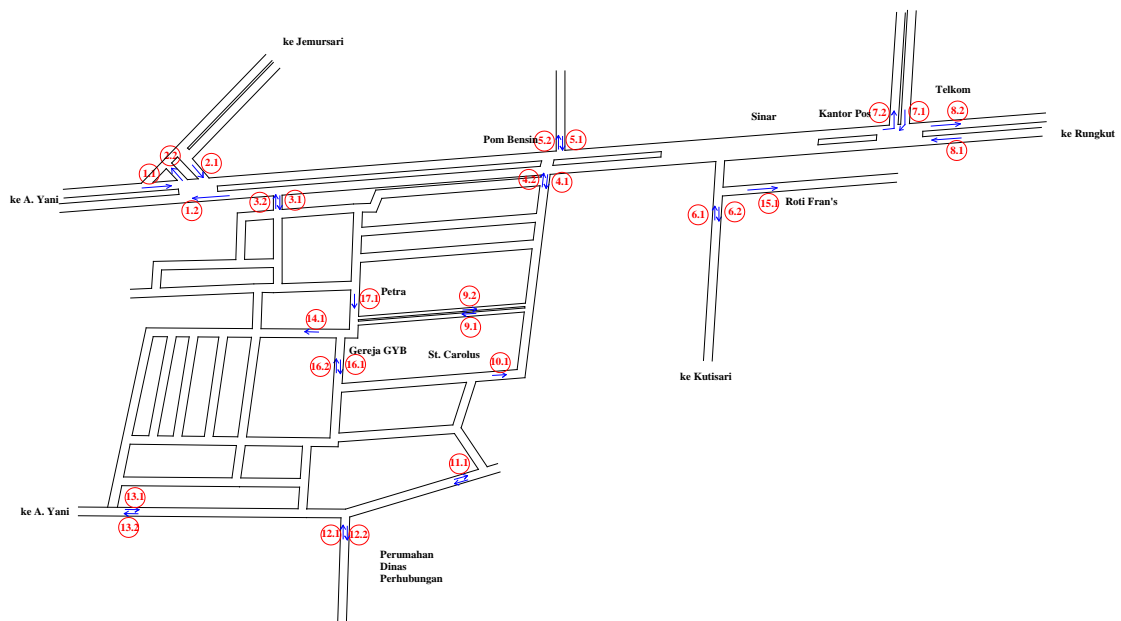 ke Jemursari
Telkom
7.2
Kantor Pos
7.1
8.2
Sinar
ke Rungkut
Pom Bensin
5.2
5.1
8.1
2.2
2.1
1.1
4.2
4.1
ke A. Yani
1.2
3.2
3.1
15.1
Roti Fran's
6.1
6.2
Petra
17.1
9.2
14.1
9.1
Gereja GYB
St. Carolus
16.2
16.1
10.1
ke Kutisari
11.1
13.1
ke A. Yani
13.2
12.1
12.2
Perumahan
Dinas
Perhubungan